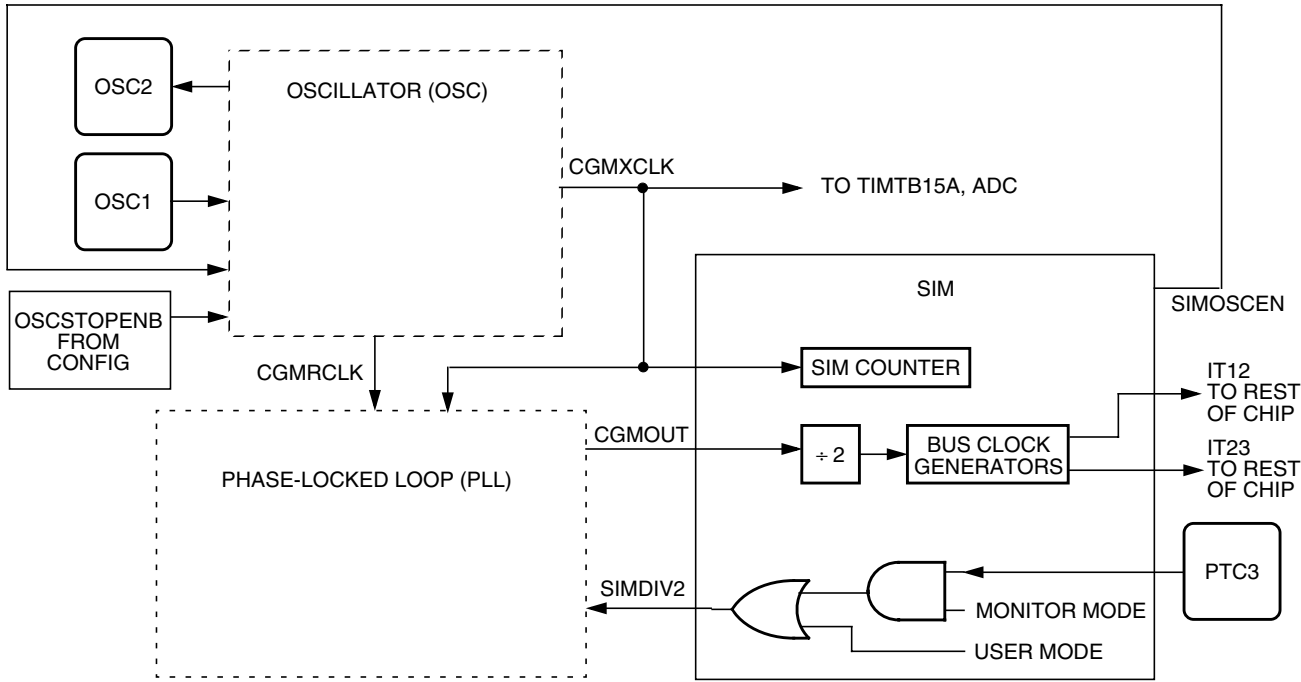 OSC2
OSCILLATOR (OSC)
CGMXCLK
TO TIMTB15A, ADC
OSC1
SIM
SIMOSCEN
OSCSTOPENB
FROM
CONFIG
CGMRCLK
SIM COUNTER
IT12
TO REST
OF CHIP
CGMOUT
÷ 2
BUS CLOCK
GENERATORS
IT23
TO REST
OF CHIP
PHASE-LOCKED LOOP (PLL)
SIMDIV2
PTC3
MONITOR MODE
USER MODE